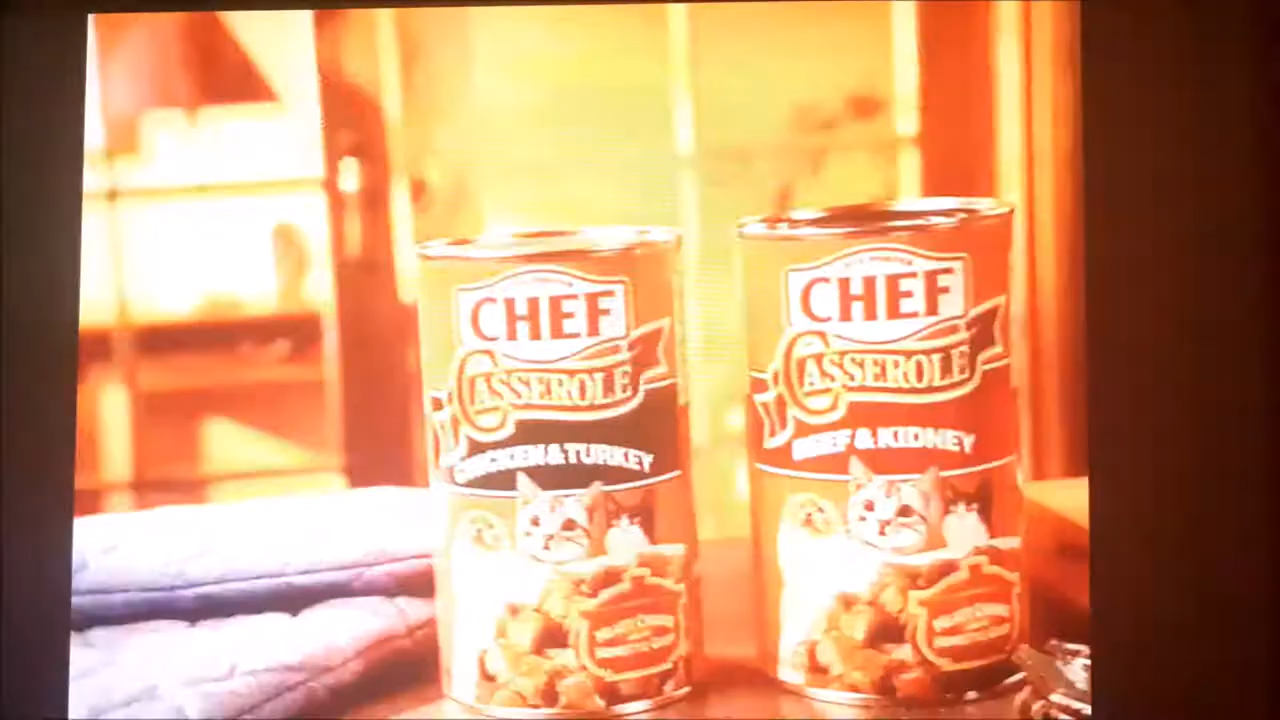 CHEF
CASSEROLE
CHICKEN & TURKEY
CHEF
CASSEROLE
BEEF & KIDNEY